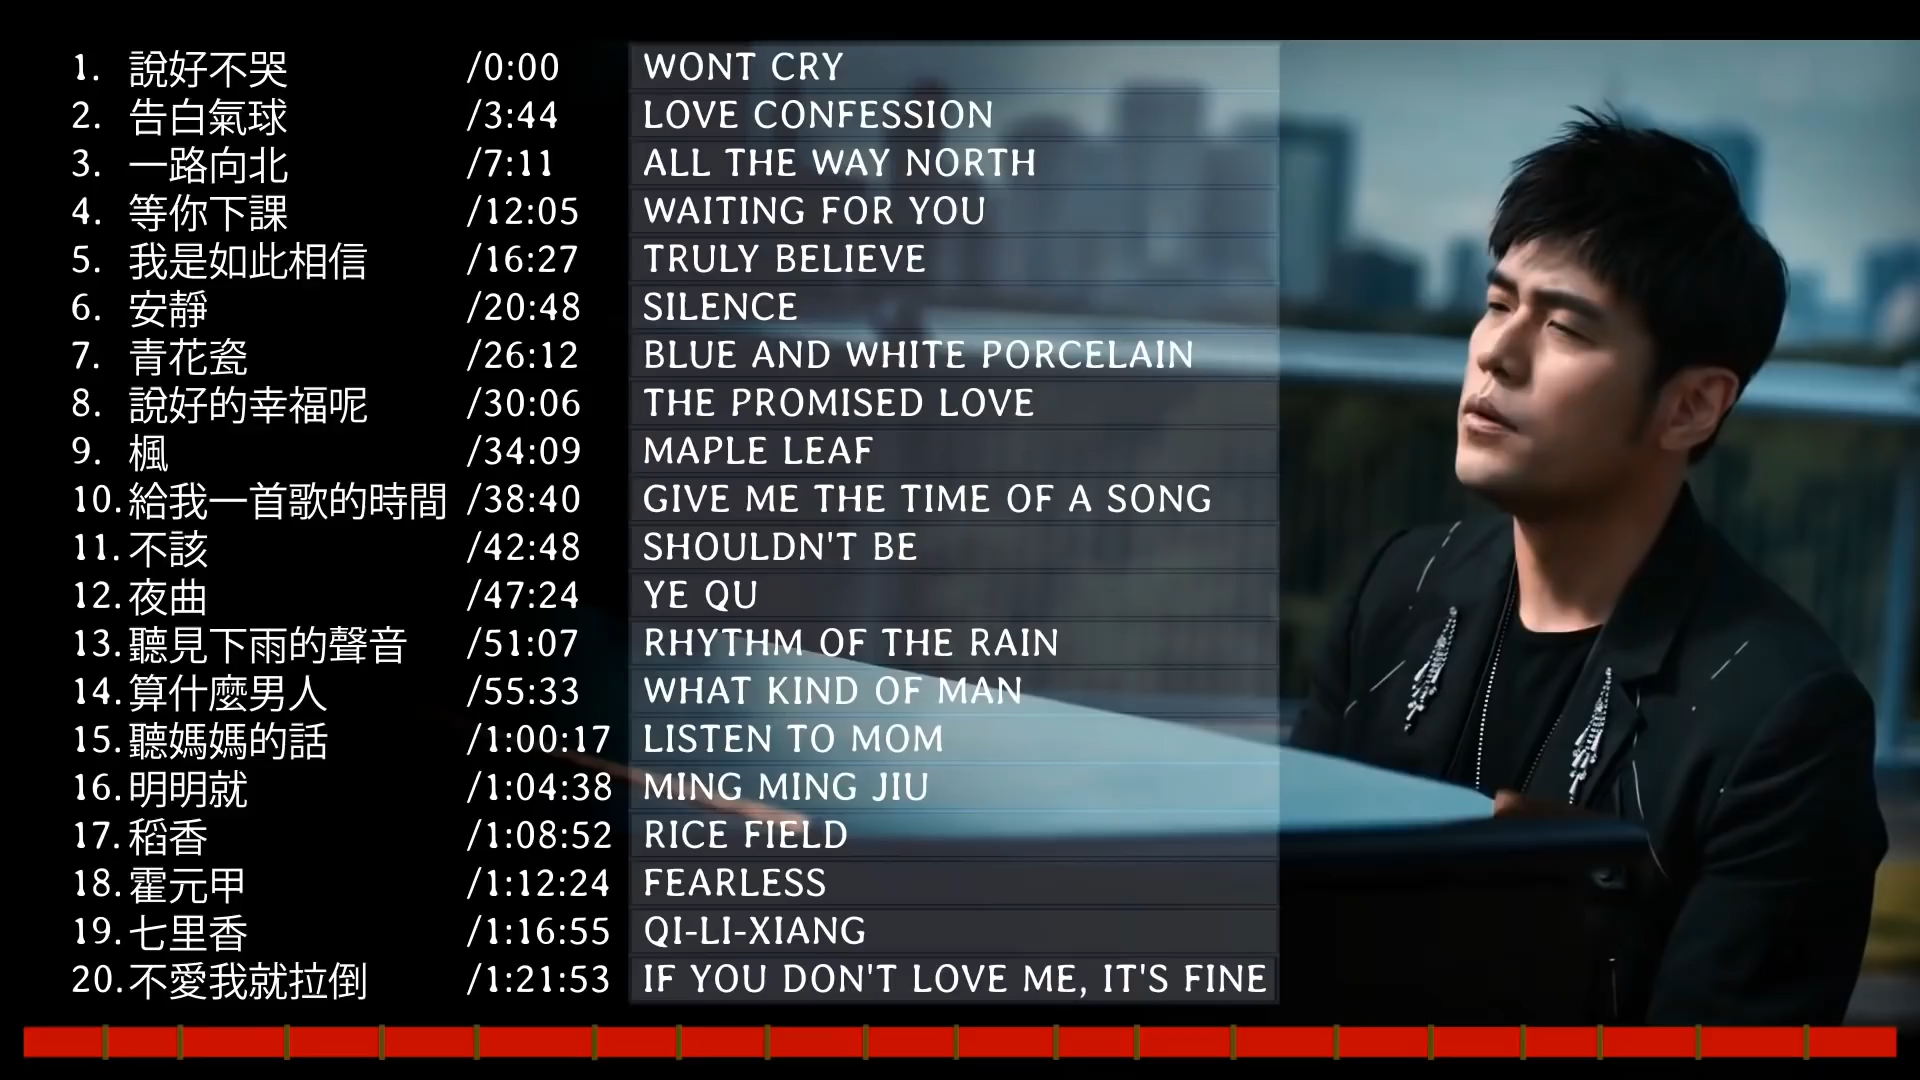 1. 說好不哭 /0:00 WONT CRY
2. 告白氣球 /3:44 LOVE CONFESSION
3. 一路向北 /7:11 ALL THE WAY NORTH
4. 等你下課 /12:05 WAITING FOR YOU
5. 我是如此相信 /16:27 TRULY BELIEVE
6. 安靜 /20:48 SILENCE
7. 青花瓷 /26:12 BLUE AND WHITE PORCELAIN
8. 說好的幸福呢 /30:06 THE PROMISED LOVE
9. 楓 /34:09 MAPLE LEAF
10. 給我一首歌的時間 /38:40 GIVE ME THE TIME OF A SONG
11. 不該 /42:48 SHOULDN'T BE
12. 夜曲 /47:24 YE QU
13. 聽見下雨的聲音 /51:07 RHYTHM OF THE RAIN
14. 算什麼男人 /55:33 WHAT KIND OF MAN
15. 聽媽媽的話 /1:00:17 LISTEN TO MOM
16. 明明就 /1:04:38 MING MING JIU
17. 稻香 /1:08:52 RICE FIELD
18. 霍元甲 /1:12:24 FEARLESS
19. 七里香 /1:16:55 QI-LI-XIANG
20. 不愛我就拉倒 /1:21:53 IF YOU DON'T LOVE ME, IT'S FINE